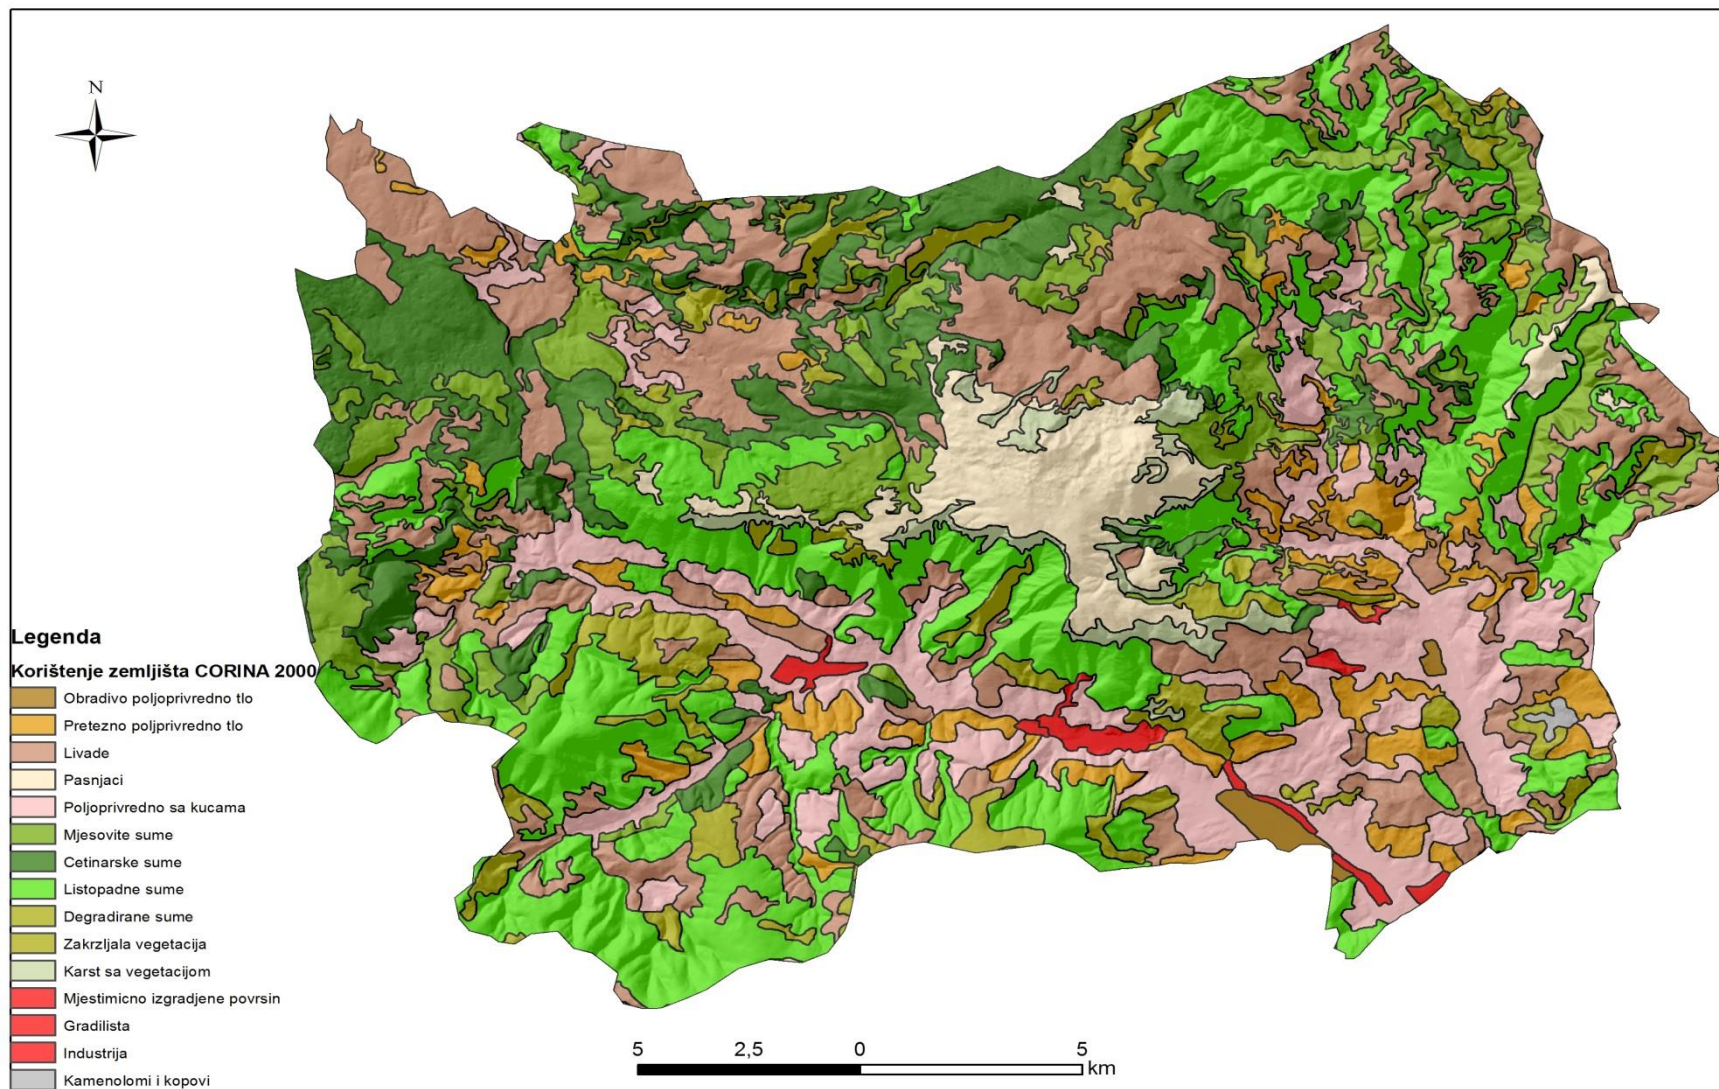 N
Legenda
Korištenje zemljišta CORINA 2000
Obradivo poljoprivredno tlo
Pretezno poljprivredno tlo
Livade
Pasnjaci
Poljoprivredno sa kucama
Mjesovite sume
Cetinarske sume
Listopadne sume
Degradirane sume
Zakrzljala vegetacija
Karst sa vegetacijom
Mjestimicno izgradjene povrsin
Gradilista
Industrija
Kamenolomi i kopovi
5 2,5 0 5
km